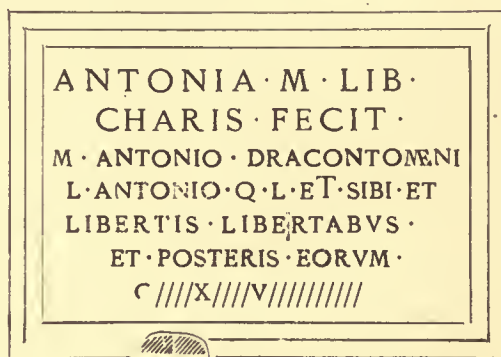 ANTONIA · M · LIB ·
CHARIS · FECIT ·
M · ANTONIO · DRACONTOMENI
L · ANTONIO · Q · L · ET · SIBI · ET
LIBERTIS · LIBERTABVS ·
ET · POSTERIS · EORVM ·
C////X////V//////////